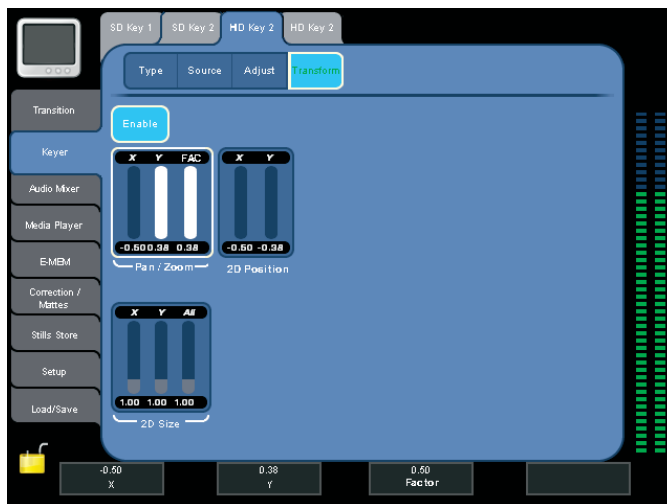 SD Key 1 SD Key 2 HD Key 2 HD Key 2
Type Source Adjust Transform
Transition
Enable
Keyer
X Y FAC X Y
Audio Mixer
Media Player
-0.50 0.38 0.38 -0.50 -0.38
Pan / Zoom 2D Position
E-MEM
Correction /
Mattes
X Y All
Stills Store
Setup
Load/Save
1.00 1.00 1.00
2D Size
-0.50 0.38 0.50
X Y Factor